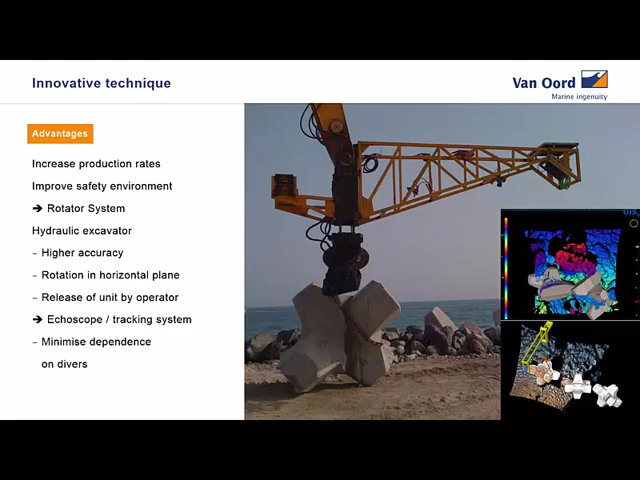 Innovative technique
Van Oord
Marine ingenuity
Advantages
Increase production rates
Improve safety environment
➔ Rotator System
Hydraulic excavator
– Higher accuracy
– Rotation in horizontal plane
– Release of unit by operator
➔ Echoscope / tracking system
– Minimise dependence
on divers